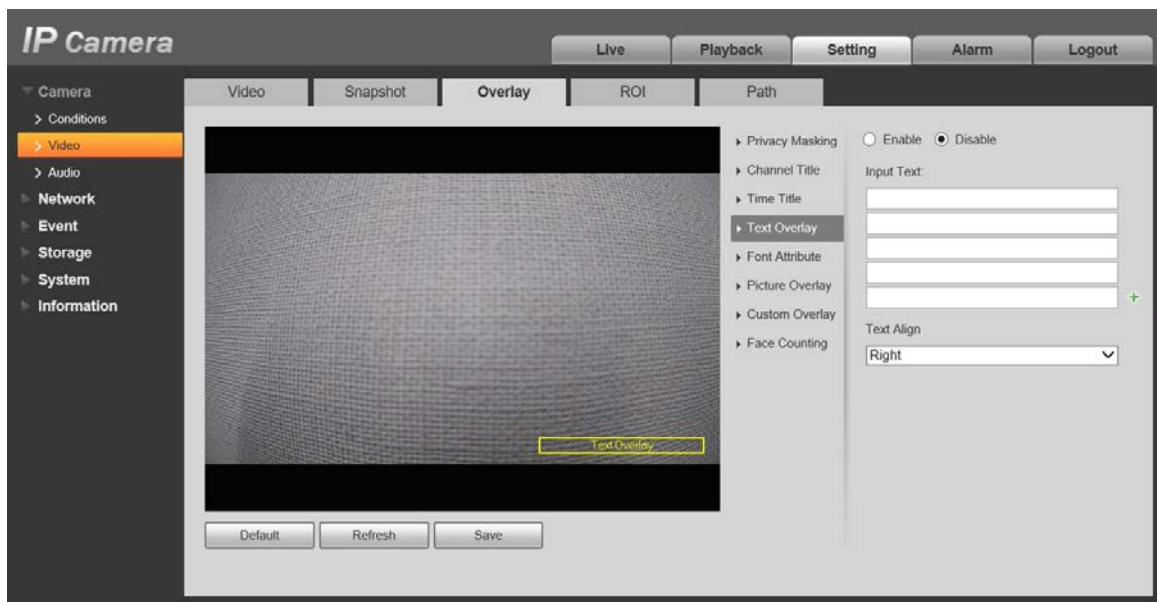 IP Camera
Live
Playback
Setting
Alarm
Logout
Camera
Conditions
Video
Audio
Network
Event
Storage
System
Information
Video
Snapshot
Overlay
ROI
Path
Text Overlay
Default
Refresh
Save
Privacy Masking
Channel Title
Time Title
Text Overlay
Font Attribute
Picture Overlay
Custom Overlay
Face Counting
Enable
Disable
Input Text:
Text Align
Right